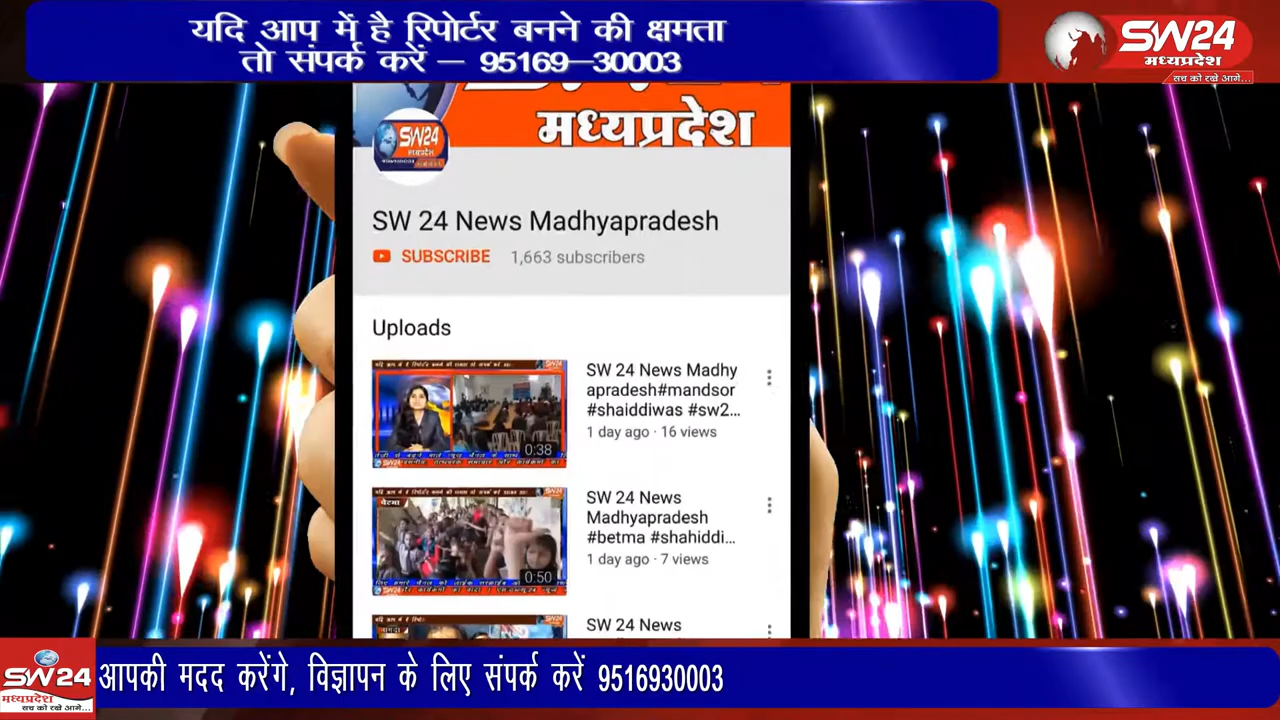 यदि आप में है रिपोर्टर बनने की क्षमता
तो संपर्क करें – 95169–30003
SW24
मध्यप्रदेश
सच को रखे आगे...
मध्यप्रदेश
SW24
SW 24 News Madhyapradesh
SUBSCRIBE 1,663 subscribers
Uploads
SW 24 News Madhy
apradesh#mandsor
#shaiddiwas #sw2...
1 day ago · 16 views
0:38
SW 24 News
Madhyapradesh
#betma #shahiddi...
1 day ago · 7 views
बेटमा
0:50
SW 24 News
SW24
मध्यप्रदेश
सच को रखे आगे...
आपकी मदद करेंगे, विज्ञापन के लिए संपर्क करें 9516930003